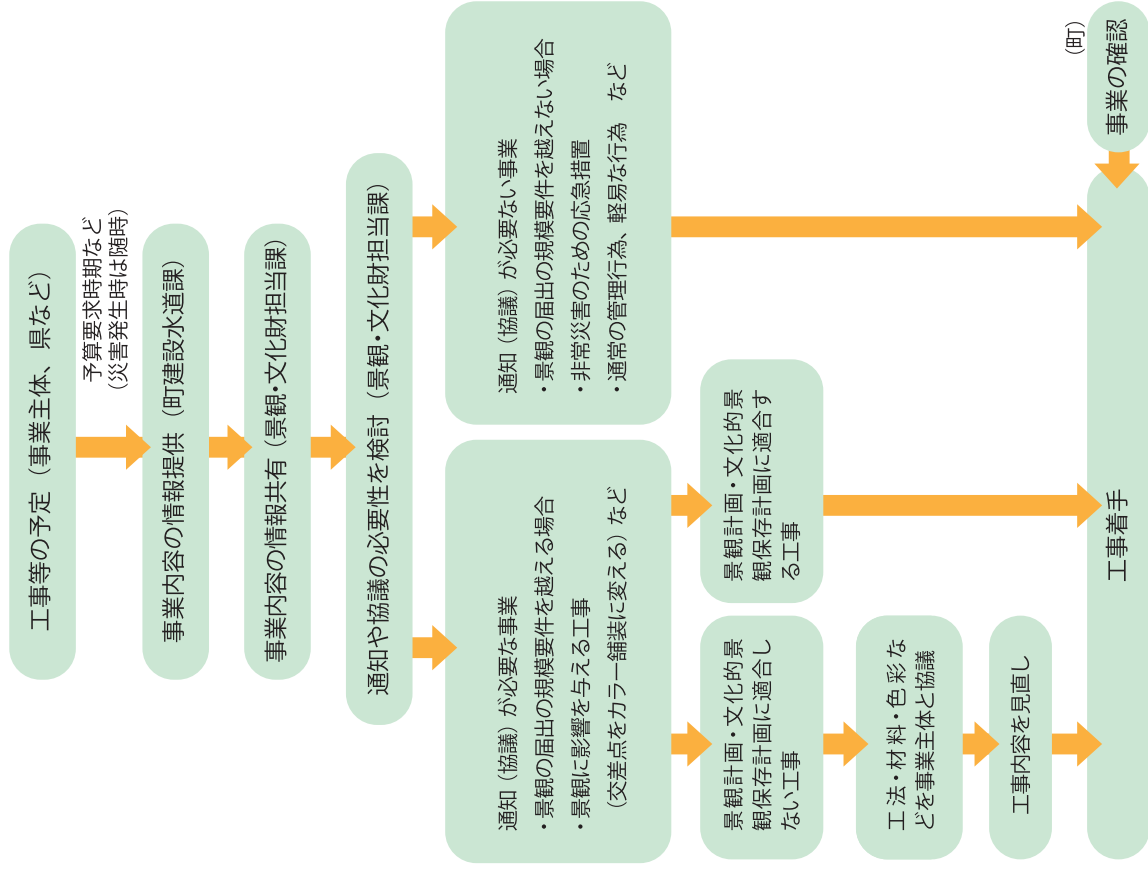 工事等の予定（事業主体、県など）
予算要求時期など
（災害発生時は随時）
事業内容の情報提供（町建設水道課）
事業内容の情報共有（景観・文化財担当課）
通知や協議の必要性を検討（景観・文化財担当課）
通知（協議）が必要な事業
・景観の届出の規模要件を越える場合
・景観に影響を与える工事
（交差点をカラー舗装に変える）など
通知（協議）が必要ない事業
・景観の届出の規模要件を越えない場合
・非常災害のための応急措置
・通常の管理行為、軽易な行為　など
景観計画・文化的景
観保存計画に適合し
ない工事
景観計画・文化的景
観保存計画に適合す
る工事
工法・材料・色彩な
どを事業主体と協議
工事内容を見直し
工事着手
（町）
事業の確認